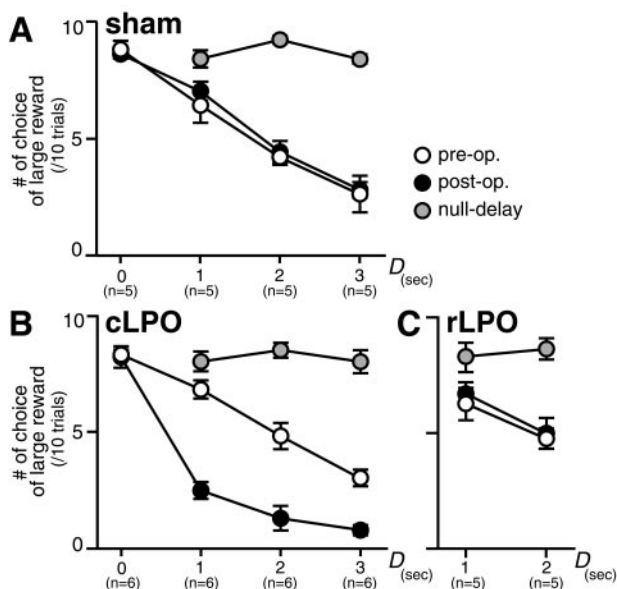 A sham
10
5
0
# of choice
of large reward
(/10 trials)
pre-op.
post-op.
null-delay
0 1 2 3 D (sec)
(n=5) (n=5) (n=5) (n=5)
B cLPO
10
5
0
# of choice
of large reward
(/10 trials)
0 1 2 3 D (sec)
(n=6) (n=6) (n=6) (n=6)
C rLPO
1 2 D (sec)
(n=5) (n=5)